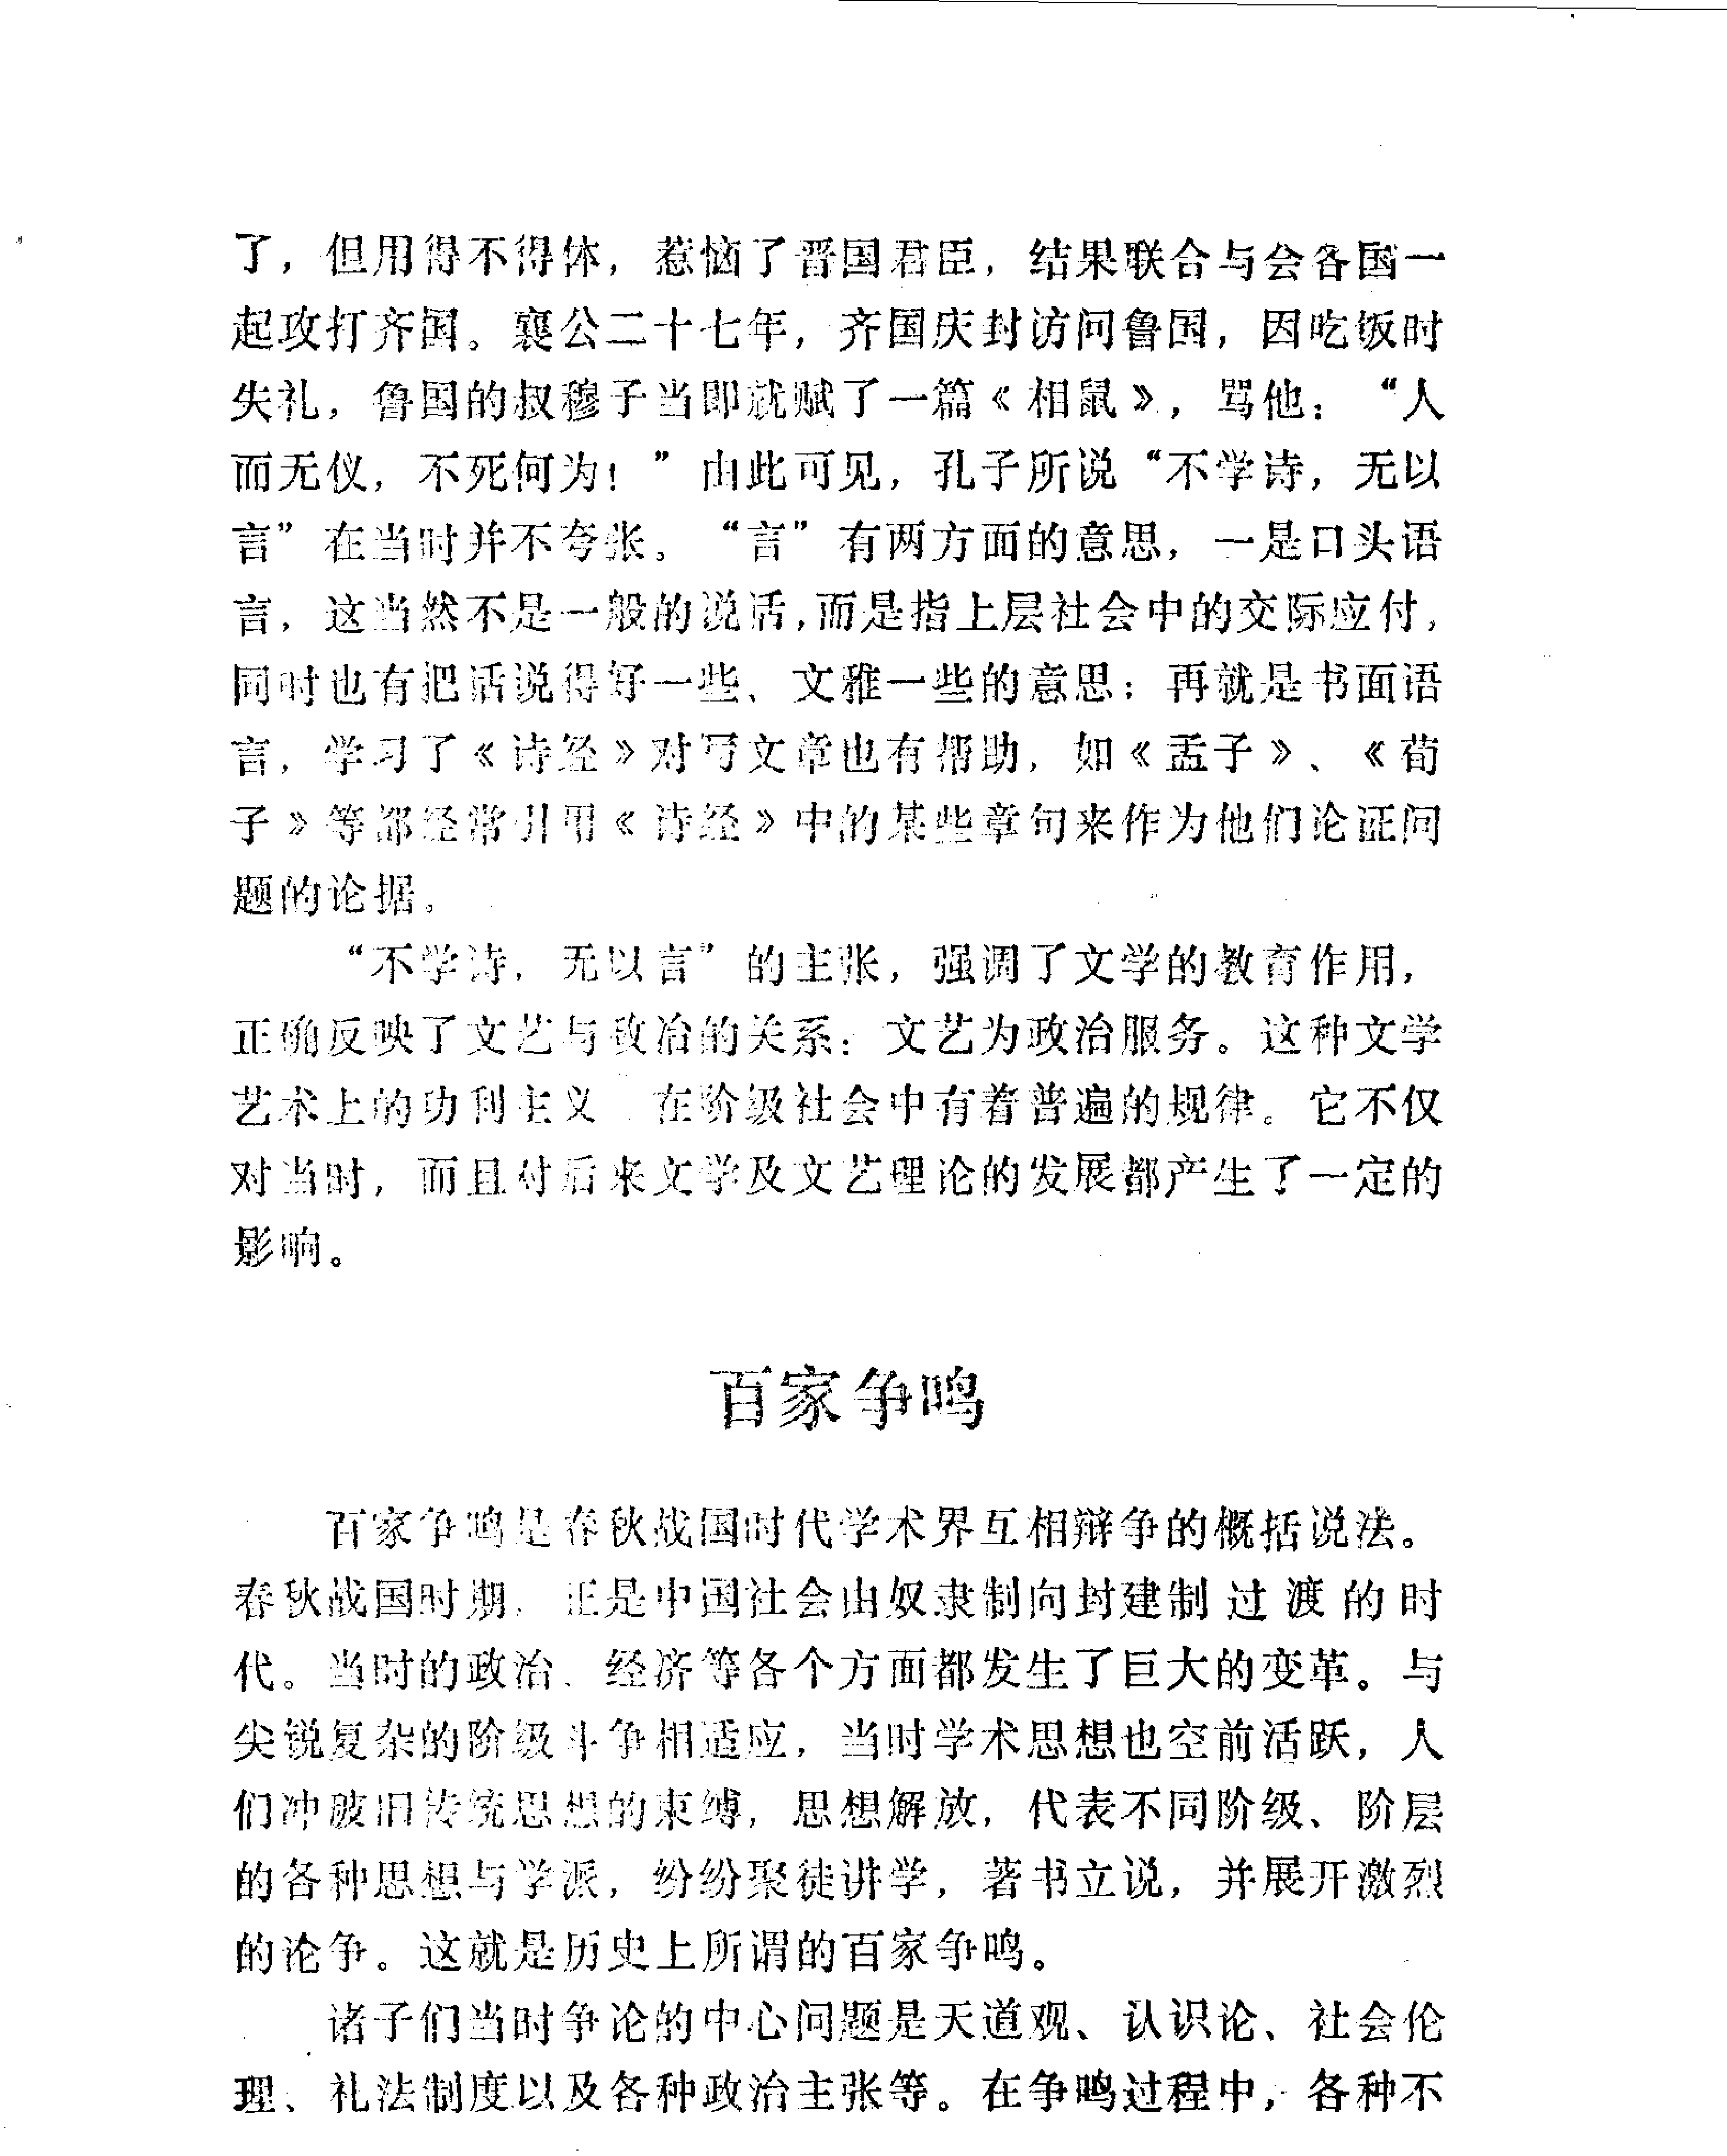 了，但用得不得体，惹恼了晋国君臣，结果联合与会各国一
起攻打齐国。襄公二十七年，齐国庆封访问鲁国，因吃饭时
失礼，鲁国的叔穆子当即就赋了一篇《相鼠》，骂他：“人
而无仪，不死何为！”由此可见，孔子所说“不学诗，无以
言”在当时并不夸张。“言”有两方面的意思，一是口头语
言，这当然不是一般的说话，而是指上层社会中的交际应付，
同时也有把话说得好一些、文雅一些的意思；再就是书面语
言，学习了《诗经》对写文章也有帮助，如《孟子》、《荀
子》等都经常引用《诗经》中的某些章句来作为他们论证问
题的论据。
“不学诗，无以言”的主张，强调了文学的教育作用，
正确反映了文艺与政治的关系：文艺为政治服务。这种文学
艺术上的功利主义 在阶级社会中有着普遍的规律。它不仅
对当时，而且对后来文学及文艺理论的发展都产生了一定的
影响。
百家争鸣
百家争鸣是春秋战国时代学术界互相辩争的概括说法。
春秋战国时期，正是中国社会由奴隶制向封建制过渡的时
代。当时的政治、经济等各个方面都发生了巨大的变革。与
尖锐复杂的阶级斗争相适应，当时学术思想也空前活跃，人
们冲破旧传统思想的束缚，思想解放，代表不同阶级、阶层
的各种思想与学派，纷纷聚徒讲学，著书立说，并展开激烈
的论争。这就是历史上所谓的百家争鸣。
诸子们当时争论的中心问题是天道观、认识论、社会伦
理、礼法制度以及各种政治主张等。在争鸣过程中，各种不